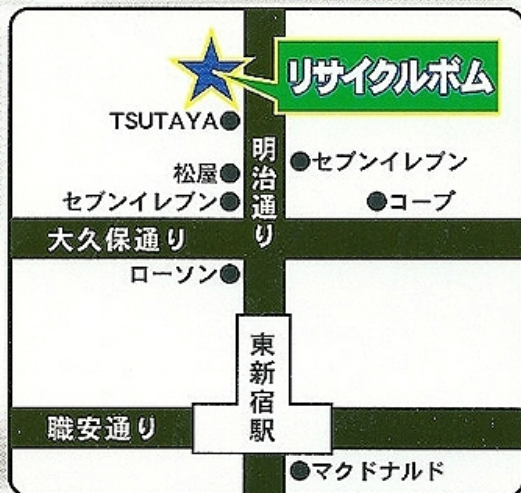 リサイクルボム
TSUTAYA
明治通り
セブンイレブン
松屋
セブンイレブン
コープ
大久保通り
ローソン
東新宿駅
職安通り
マクドナルド